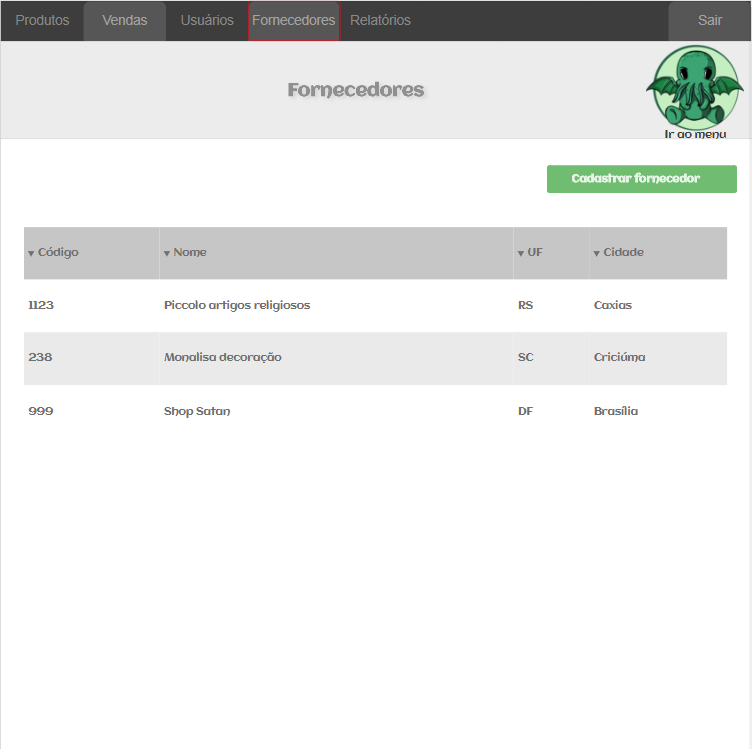 Produtos Vendas Usuários Fornecedores Relatórios Sair
Fornecedores
Ir ao menu
Cadastrar fornecedor
▾ Código ▾ Nome ▾ UF ▾ Cidade
1123 Piccolo artigos religiosos RS Caxias
238 Monalisa decoração SC Criciúma
999 Shop Satan DF Brasília